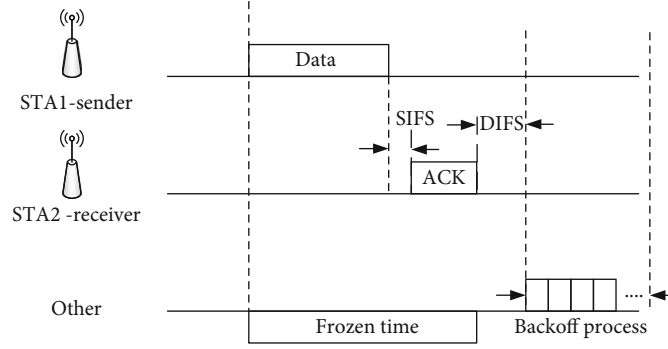 Data
STA1-sender
SIFS
DIFS
ACK
STA2 -receiver
Other
....
Frozen time
Backoff process